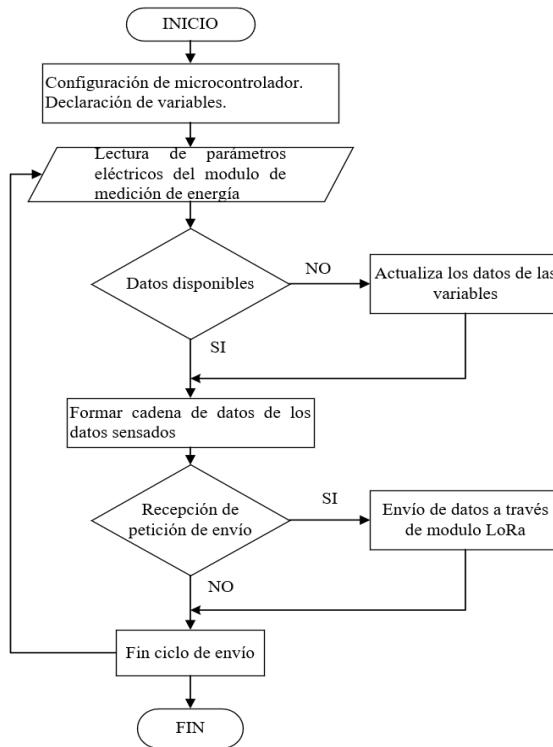 INICIO
Configuración de microcontrolador.
Declaración de variables.
Lectura de parámetros
eléctricos del modulo de
medición de energía
Datos disponibles
NO
Actualiza los datos de las
variables
SI
Formar cadena de datos de los
datos sensados
Recepción de
petición de envío
SI
Envío de datos a través
de modulo LoRa
NO
Fin ciclo de envío
FIN